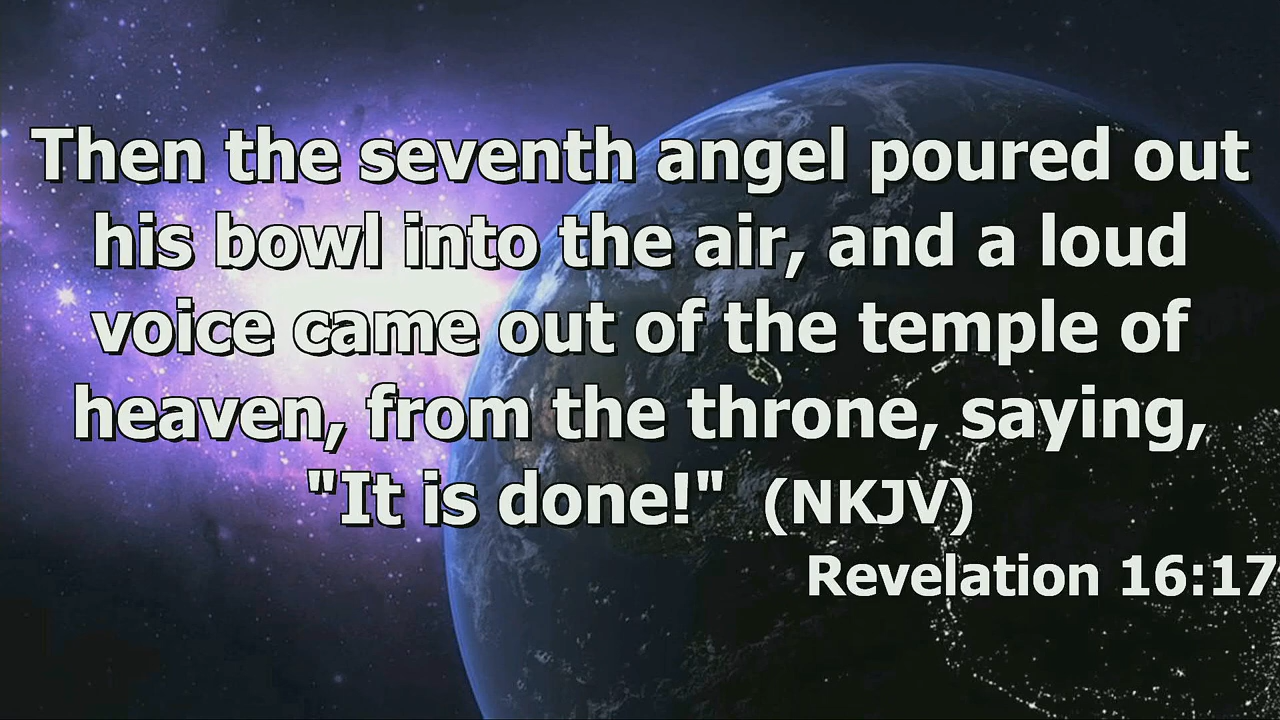 Then the seventh angel poured out
his bowl into the air, and a loud
voice came out of the temple of
heaven, from the throne, saying,
"It is done!" (NKJV)
Revelation 16:17